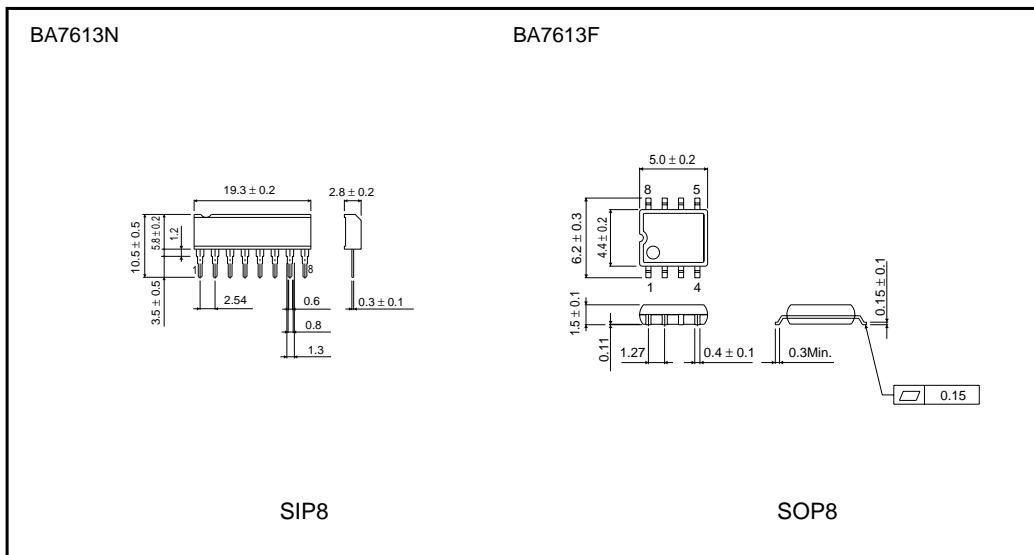 BA7613N
19.3 ± 0.2
2.8 ± 0.2
10.5 ± 0.5
5.8 ± 0.2
1.2
3.5 ± 0.5
1
8
2.54
0.6
0.8
1.3
0.3 ± 0.1
SIP8
BA7613F
5.0 ± 0.2
8
5
6.2 ± 0.3
4.4 ± 0.2
1
4
1.5 ± 0.1
0.11
1.27
0.4 ± 0.1
0.3Min.
0.15 ± 0.1
0.15
SOP8